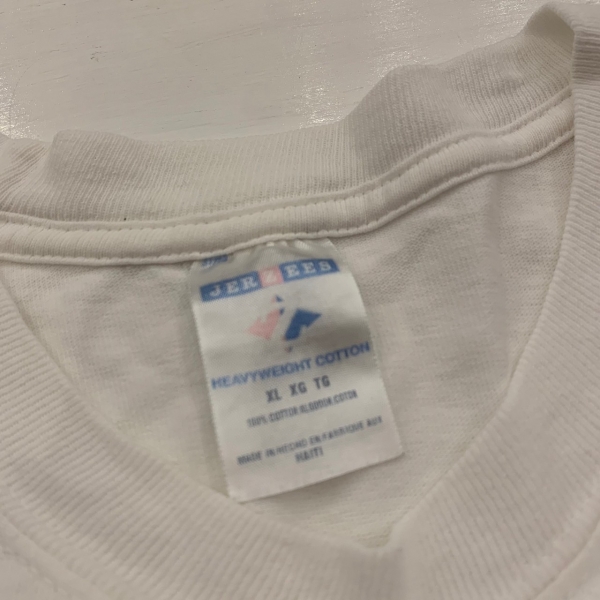 JERZEES
HEAVYWEIGHT COTTON
XL XG TG
100% COTTON.ALGODON.COTON
MADE IN.HECHO EN.FABRIQUE AUX
HAITI